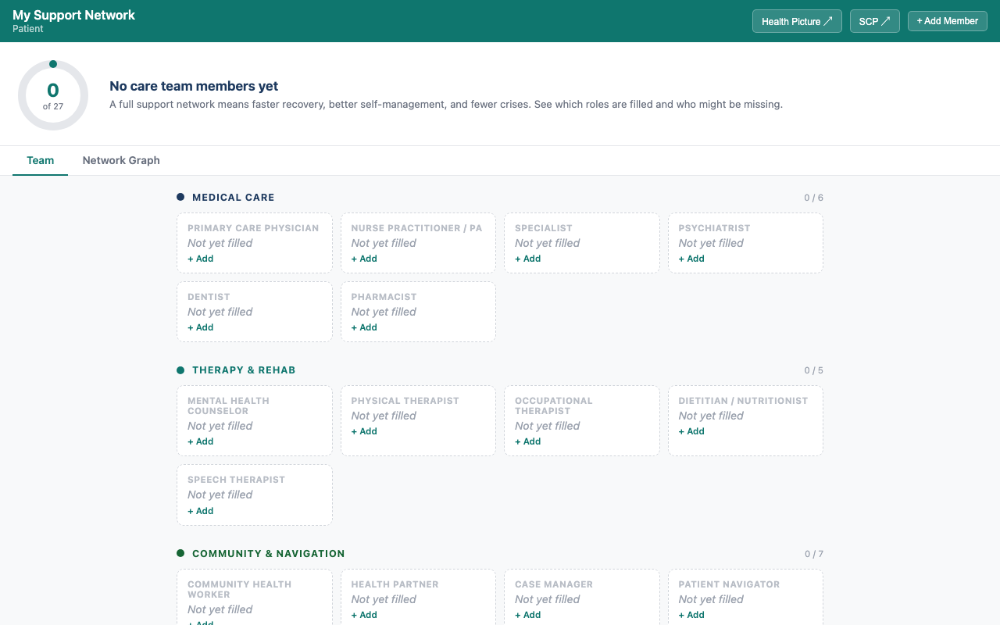 My Support Network
Patient
Health Picture ↗
SCP ↗
+ Add Member
0
of 27
No care team members yet
A full support network means faster recovery, better self-management, and fewer crises. See which roles are filled and who might be missing.
Team
Network Graph
MEDICAL CARE
0 / 6
PRIMARY CARE PHYSICIAN
Not yet filled
+ Add
NURSE PRACTITIONER / PA
Not yet filled
+ Add
SPECIALIST
Not yet filled
+ Add
PSYCHIATRIST
Not yet filled
+ Add
DENTIST
Not yet filled
+ Add
PHARMACIST
Not yet filled
+ Add
THERAPY & REHAB
0 / 5
MENTAL HEALTH
COUNSELOR
Not yet filled
+ Add
PHYSICAL THERAPIST
Not yet filled
+ Add
OCCUPATIONAL
THERAPIST
Not yet filled
+ Add
DIETITIAN / NUTRITIONIST
Not yet filled
+ Add
SPEECH THERAPIST
Not yet filled
+ Add
COMMUNITY & NAVIGATION
0 / 7
COMMUNITY HEALTH
WORKER
Not yet filled
+ Add
HEALTH PARTNER
Not yet filled
+ Add
CASE MANAGER
Not yet filled
+ Add
PATIENT NAVIGATOR
Not yet filled
+ Add